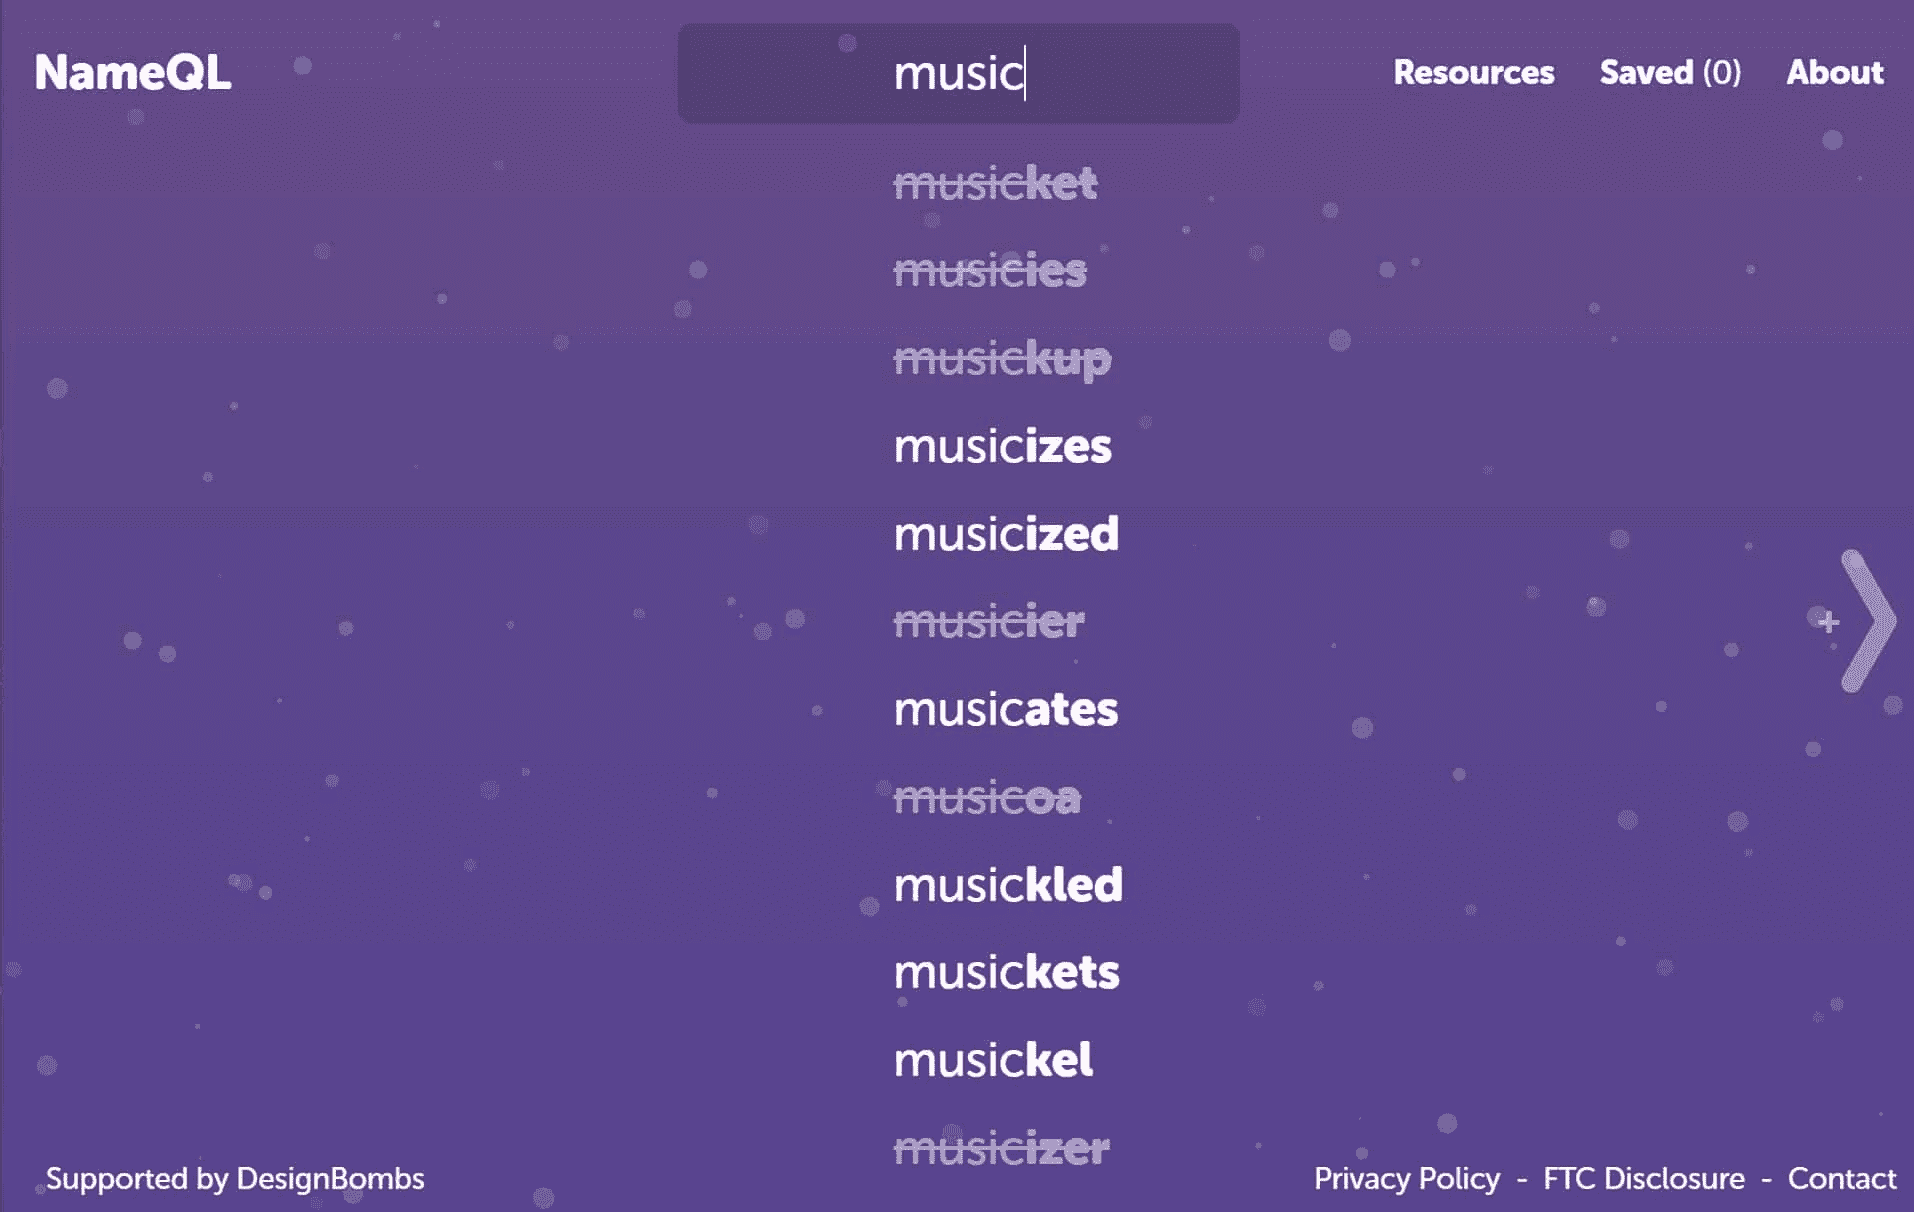 NameQL music Resources Saved (0) About
musicket
musicies
musickup
musicizes
musicized
musicier
musicates
musicoa
musickled
musickets
musickel
musicizer
+
Supported by DesignBombs Privacy Policy - FTC Disclosure - Contact